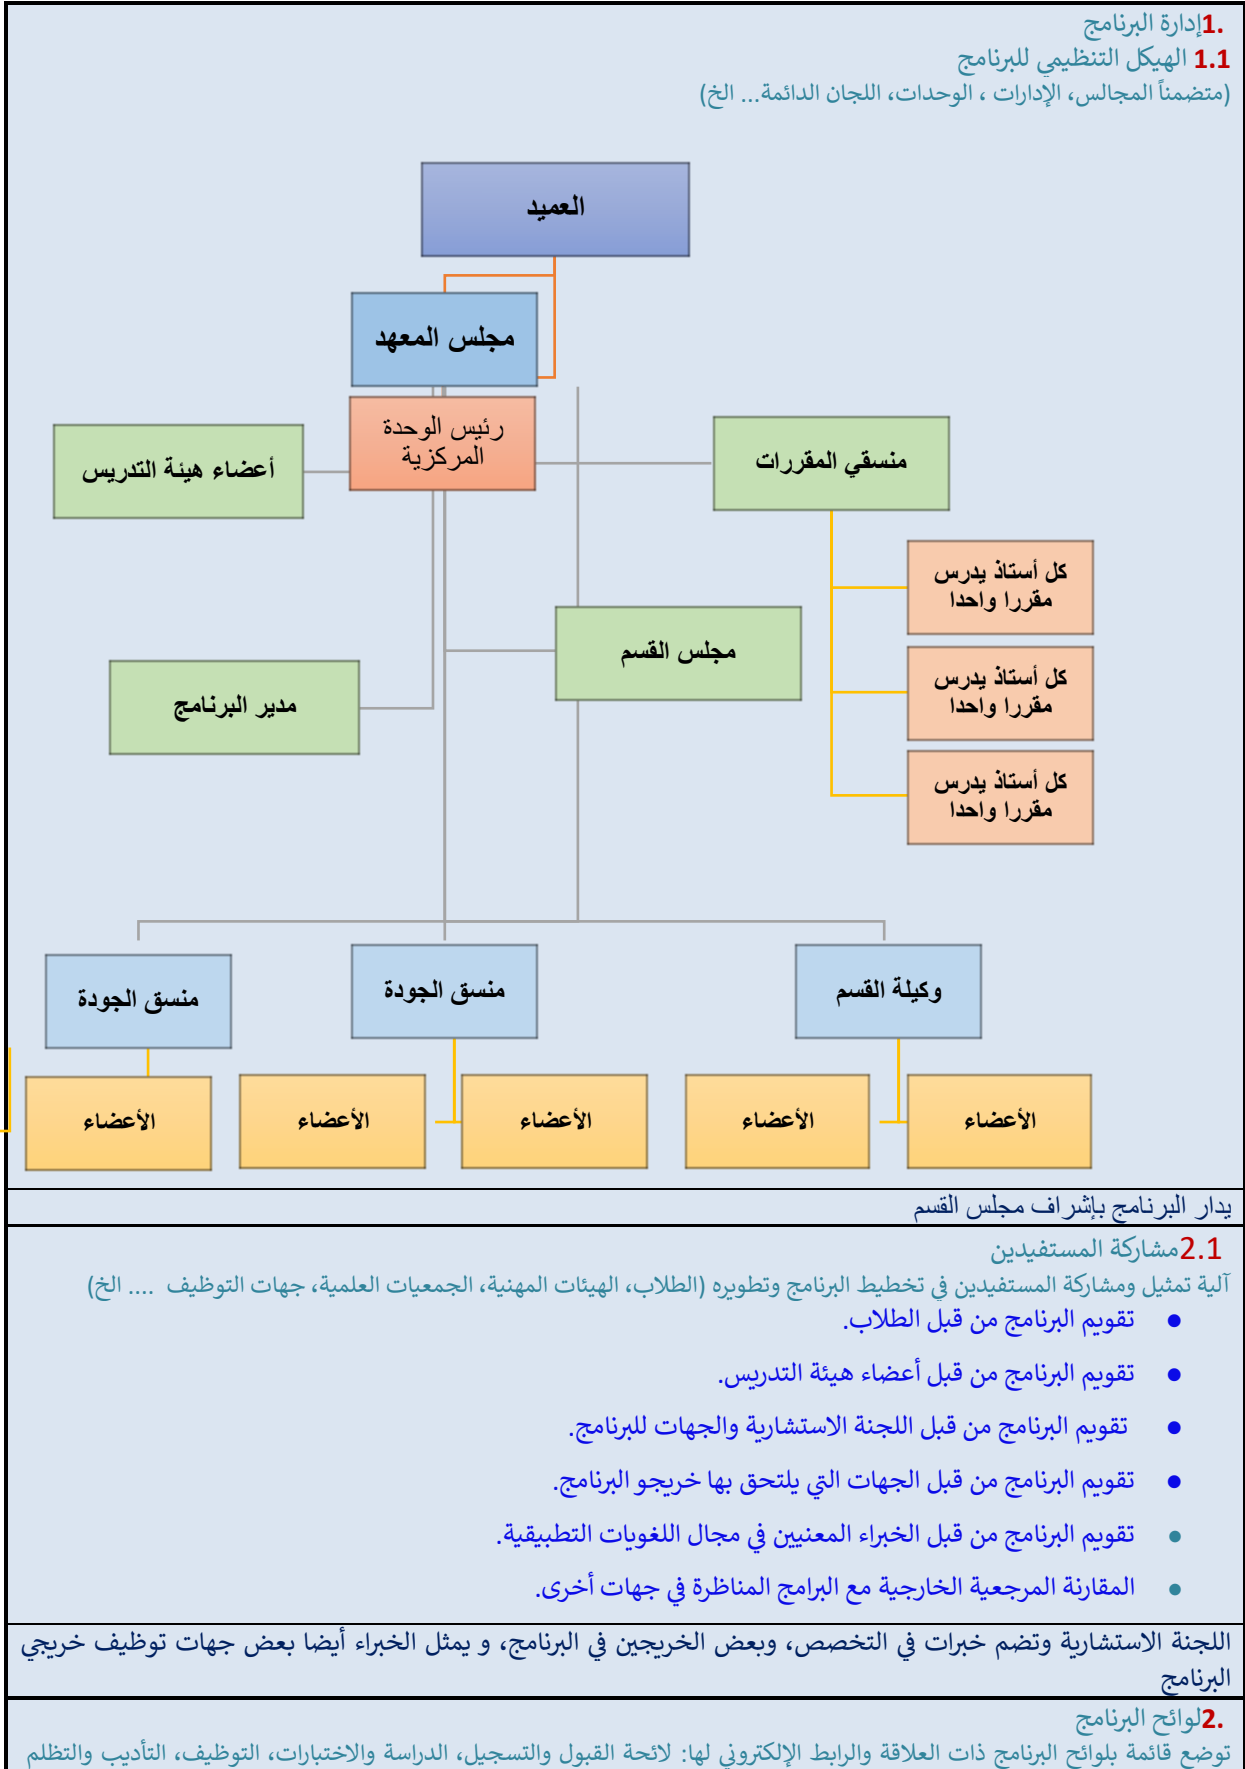 1. إدارة البرنامج
1.1 الهيكل التنظيمي للبرنامج
(متضمناً المجالس، الإدارات ، الوحدات، اللجان الدائمة... الخ)
العميد
مجلس المعهد
رئيس الوحدة
المركزية
منسقي المقررات
أعضاء هيئة التدريس
كل أستاذ يدرس
مقررا واحدا
مجلس القسم
كل أستاذ يدرس
مقررا واحدا
مدير البرنامج
كل أستاذ يدرس
مقررا واحدا
وكيلة القسم
منسق الجودة
منسق الجودة
الأعضاء
الأعضاء
الأعضاء
الأعضاء
الأعضاء
يدار البرنامج بإشراف مجلس القسم
2.1 مشاركة المستفيدين
آلية تمثيل ومشاركة المستفيدين في تخطيط البرنامج وتطويره (الطلاب، الهيئات المهنية، الجمعيات العلمية، جهات التوظيف .... الخ)
● تقويم البرنامج من قبل الطلاب.
● تقويم البرنامج من قبل أعضاء هيئة التدريس.
● تقويم البرنامج من قبل اللجنة الاستشارية والجهات للبرنامج.
● تقويم البرنامج من قبل الجهات التي يلتحق بها خريجو البرنامج.
● تقويم البرنامج من قبل الخبراء المعنيين في مجال اللغويات التطبيقية.
● المقارنة المرجعية الخارجية مع البرامج المناظرة في جهات أخرى.
اللجنة الاستشارية وتضم خبرات في التخصص، وبعض الخريجين في البرنامج، و يمثل الخبراء أيضا بعض جهات توظيف خريجي
البرنامج
2. لوائح البرنامج
توضع قائمة بلوائح البرنامج ذات العلاقة والرابط الإلكتروني لها: لائحة القبول والتسجيل، الدراسة والاختبارات، التوظيف، التأديب والتظلم